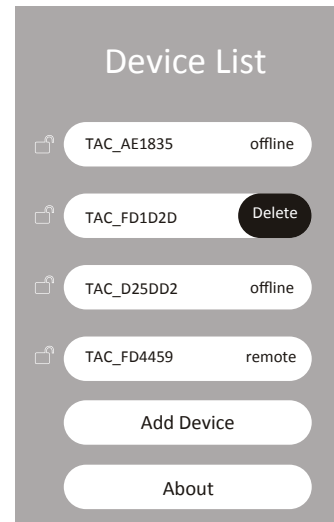 Device List
TAC_AE1835 offline
TAC_FD1D2D Delete
TAC_D25DD2 offline
TAC_FD4459 remote
Add Device
About